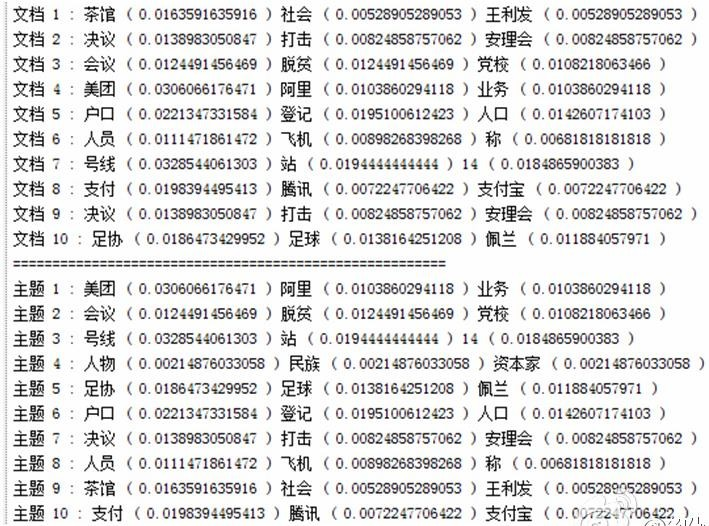 文档 1 : 茶馆 ( 0.0163591635916 ) 社会 ( 0.00528905289053 ) 王利发 ( 0.00528905289053 )
文档 2 : 决议 ( 0.0138983050847 ) 打击 ( 0.00824858757062 ) 安理会 ( 0.00824858757062 )
文档 3 : 会议 ( 0.0124491456469 ) 脱贫 ( 0.0124491456469 ) 党校 ( 0.0108218063466 )
文档 4 : 美团 ( 0.0306066176471 ) 阿里 ( 0.0103860294118 ) 业务 ( 0.0103860294118 )
文档 5 : 户口 ( 0.0221347331584 ) 登记 ( 0.0195100612423 ) 人口 ( 0.0142607174103 )
文档 6 : 人员 ( 0.0111471861472 ) 飞机 ( 0.00898268398268 ) 称 ( 0.00681818181818 )
文档 7 : 号线 ( 0.0328544061303 ) 站 ( 0.0194444444444 ) 14 ( 0.0184865900383 )
文档 8 : 支付 ( 0.0198394495413 ) 腾讯 ( 0.0072247706422 ) 支付宝 ( 0.0072247706422 )
文档 9 : 决议 ( 0.0138983050847 ) 打击 ( 0.00824858757062 ) 安理会 ( 0.00824858757062 )
文档 10 : 足协 ( 0.0186473429952 ) 足球 ( 0.0138164251208 ) 佩兰 ( 0.011884057971 )
=======================================================
主题 1 : 美团 ( 0.0306066176471 ) 阿里 ( 0.0103860294118 ) 业务 ( 0.0103860294118 )
主题 2 : 会议 ( 0.0124491456469 ) 脱贫 ( 0.0124491456469 ) 党校 ( 0.0108218063466 )
主题 3 : 号线 ( 0.0328544061303 ) 站 ( 0.0194444444444 ) 14 ( 0.0184865900383 )
主题 4 : 人物 ( 0.00214876033058 ) 民族 ( 0.00214876033058 ) 资本家 ( 0.00214876033058 )
主题 5 : 足协 ( 0.0186473429952 ) 足球 ( 0.0138164251208 ) 佩兰 ( 0.011884057971 )
主题 6 : 户口 ( 0.0221347331584 ) 登记 ( 0.0195100612423 ) 人口 ( 0.0142607174103 )
主题 7 : 决议 ( 0.0138983050847 ) 打击 ( 0.00824858757062 ) 安理会 ( 0.00824858757062 )
主题 8 : 人员 ( 0.0111471861472 ) 飞机 ( 0.00898268398268 ) 称 ( 0.00681818181818 )
主题 9 : 茶馆 ( 0.0163591635916 ) 社会 ( 0.00528905289053 ) 王利发 ( 0.00528905289053 )
主题 10 : 支付 ( 0.0198394495413 ) 腾讯 ( 0.0072247706422 ) 支付宝 ( 0.0072247706422 )